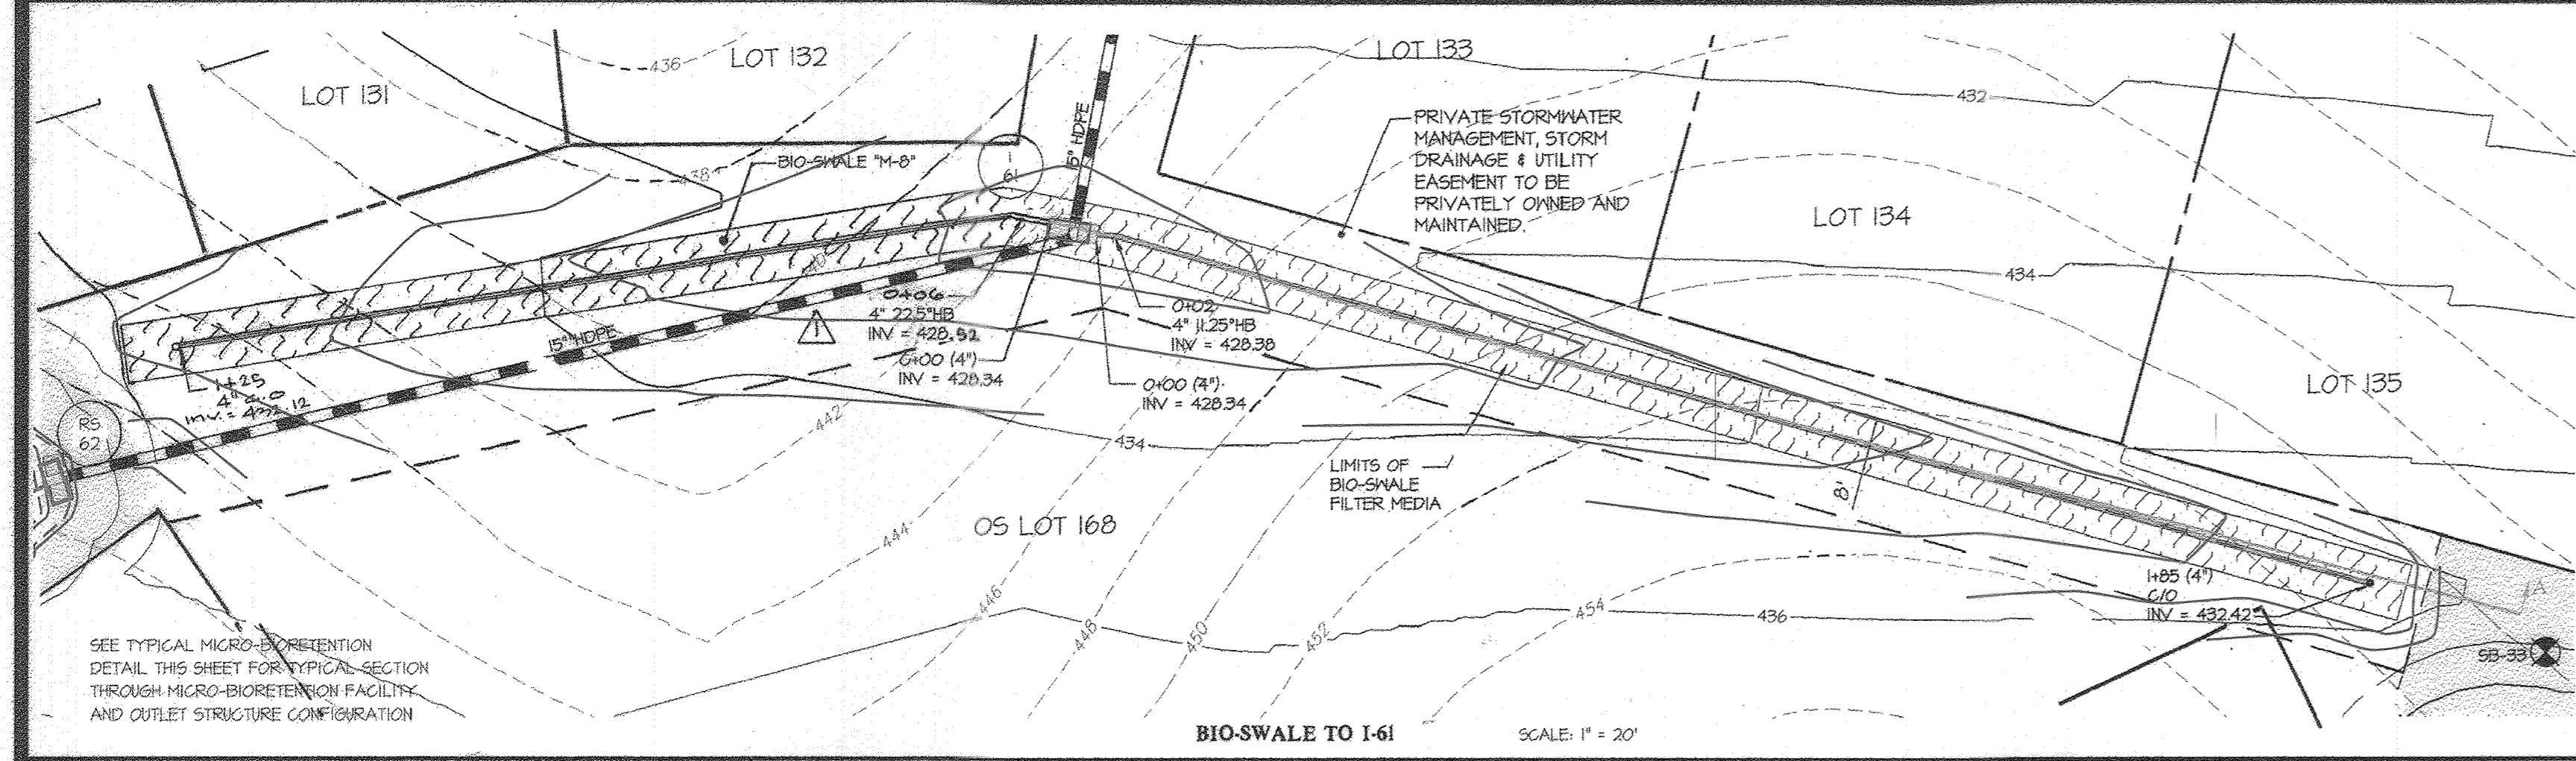 LOT 131
436
LOT 132
LOT 133
432
15" HDPE
PRIVATE STORMWATER
MANAGEMENT, STORM
DRAINAGE & UTILITY
EASEMENT TO BE
PRIVATELY OWNED AND
MAINTAINED.
BIO-SWALE "M-8"
438
61
LOT 134
434
0+06
4" 22.5°HB
INV = 428.52
0+00 (4")
INV = 428.34
0+02
4" 11.25°HB
INV = 428.38
0+00 (4")
INV = 428.34
15" HDPE
1+25
4" c.o
Inv. = 432.12
RS
62
LOT 135
442
434
LIMITS OF
BIO-SWALE
FILTER MEDIA
8'
444
OS LOT 168
446
448
450
452
454
436
1+85 (4")
C/O
INV = 432.42
SB-33
SEE TYPICAL MICRO-BIORETENTION
DETAIL THIS SHEET FOR TYPICAL SECTION
THROUGH MICRO-BIORETENTION FACILITY
AND OUTLET STRUCTURE CONFIGURATION
BIO-SWALE TO I-61
SCALE: 1" = 20'